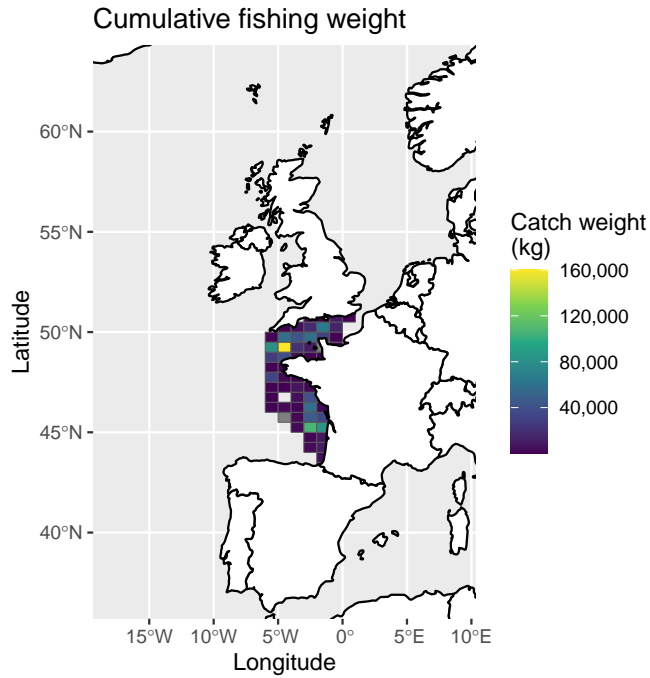 Cumulative fishing weight
60°N
55°N
50°N
45°N
40°N
Latitude
15°W
10°W
5°W
0°
5°E
10°E
Longitude
Catch weight
(kg)
160,000
120,000
80,000
40,000